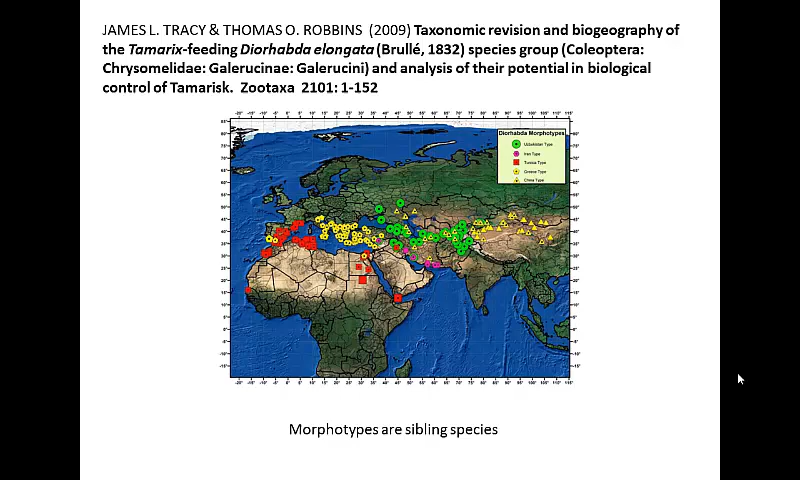 JAMES L. TRACY & THOMAS O. ROBBINS (2009) Taxonomic revision and biogeography of
the Tamarix-feeding Diorhabda elongata (Brullé, 1832) species group (Coleoptera:
Chrysomelidae: Galerucinae: Galerucini) and analysis of their potential in biological
control of Tamarisk. Zootaxa 2101: 1-152
Diorhabda Morphotypes
Uzbekistan Type
Iran Type
Tunisia Type
Greece Type
China Type
Morphotypes are sibling species